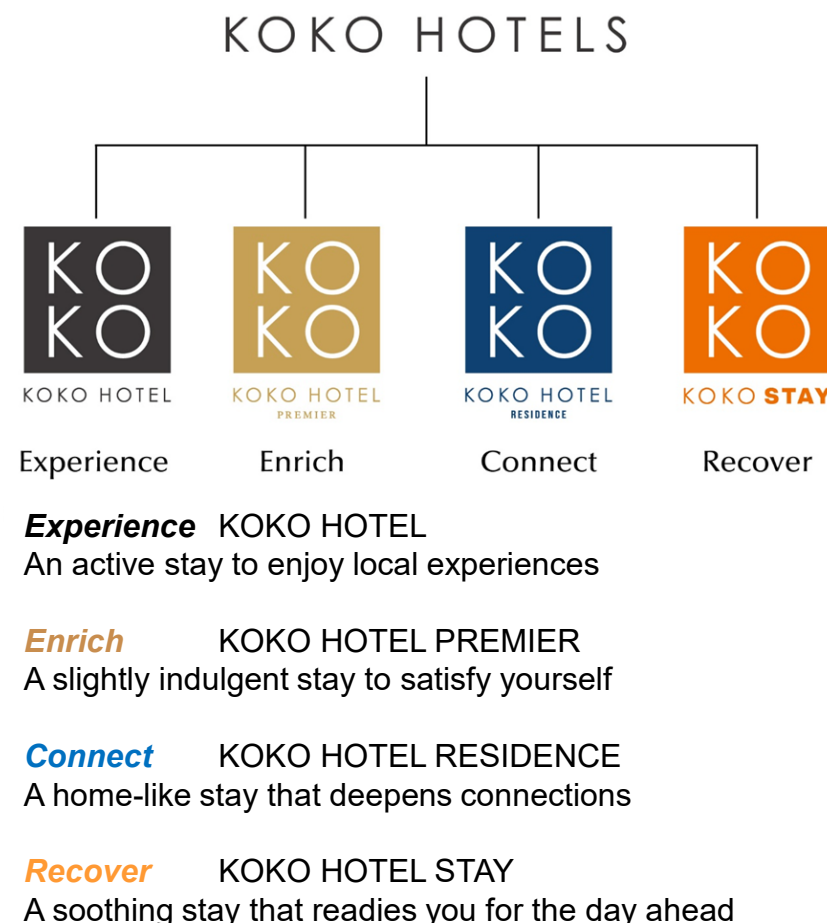 KOKO HOTELS
KO KO KO KO
KO KO KO KO
KOKO HOTEL KOKO HOTEL KOKO HOTEL KOKO STAY
PREMIER RESIDENCE
Experience Enrich Connect Recover
Experience KOKO HOTEL
An active stay to enjoy local experiences
Enrich KOKO HOTEL PREMIER
A slightly indulgent stay to satisfy yourself
Connect KOKO HOTEL RESIDENCE
A home-like stay that deepens connections
Recover KOKO HOTEL STAY
A soothing stay that readies you for the day ahead